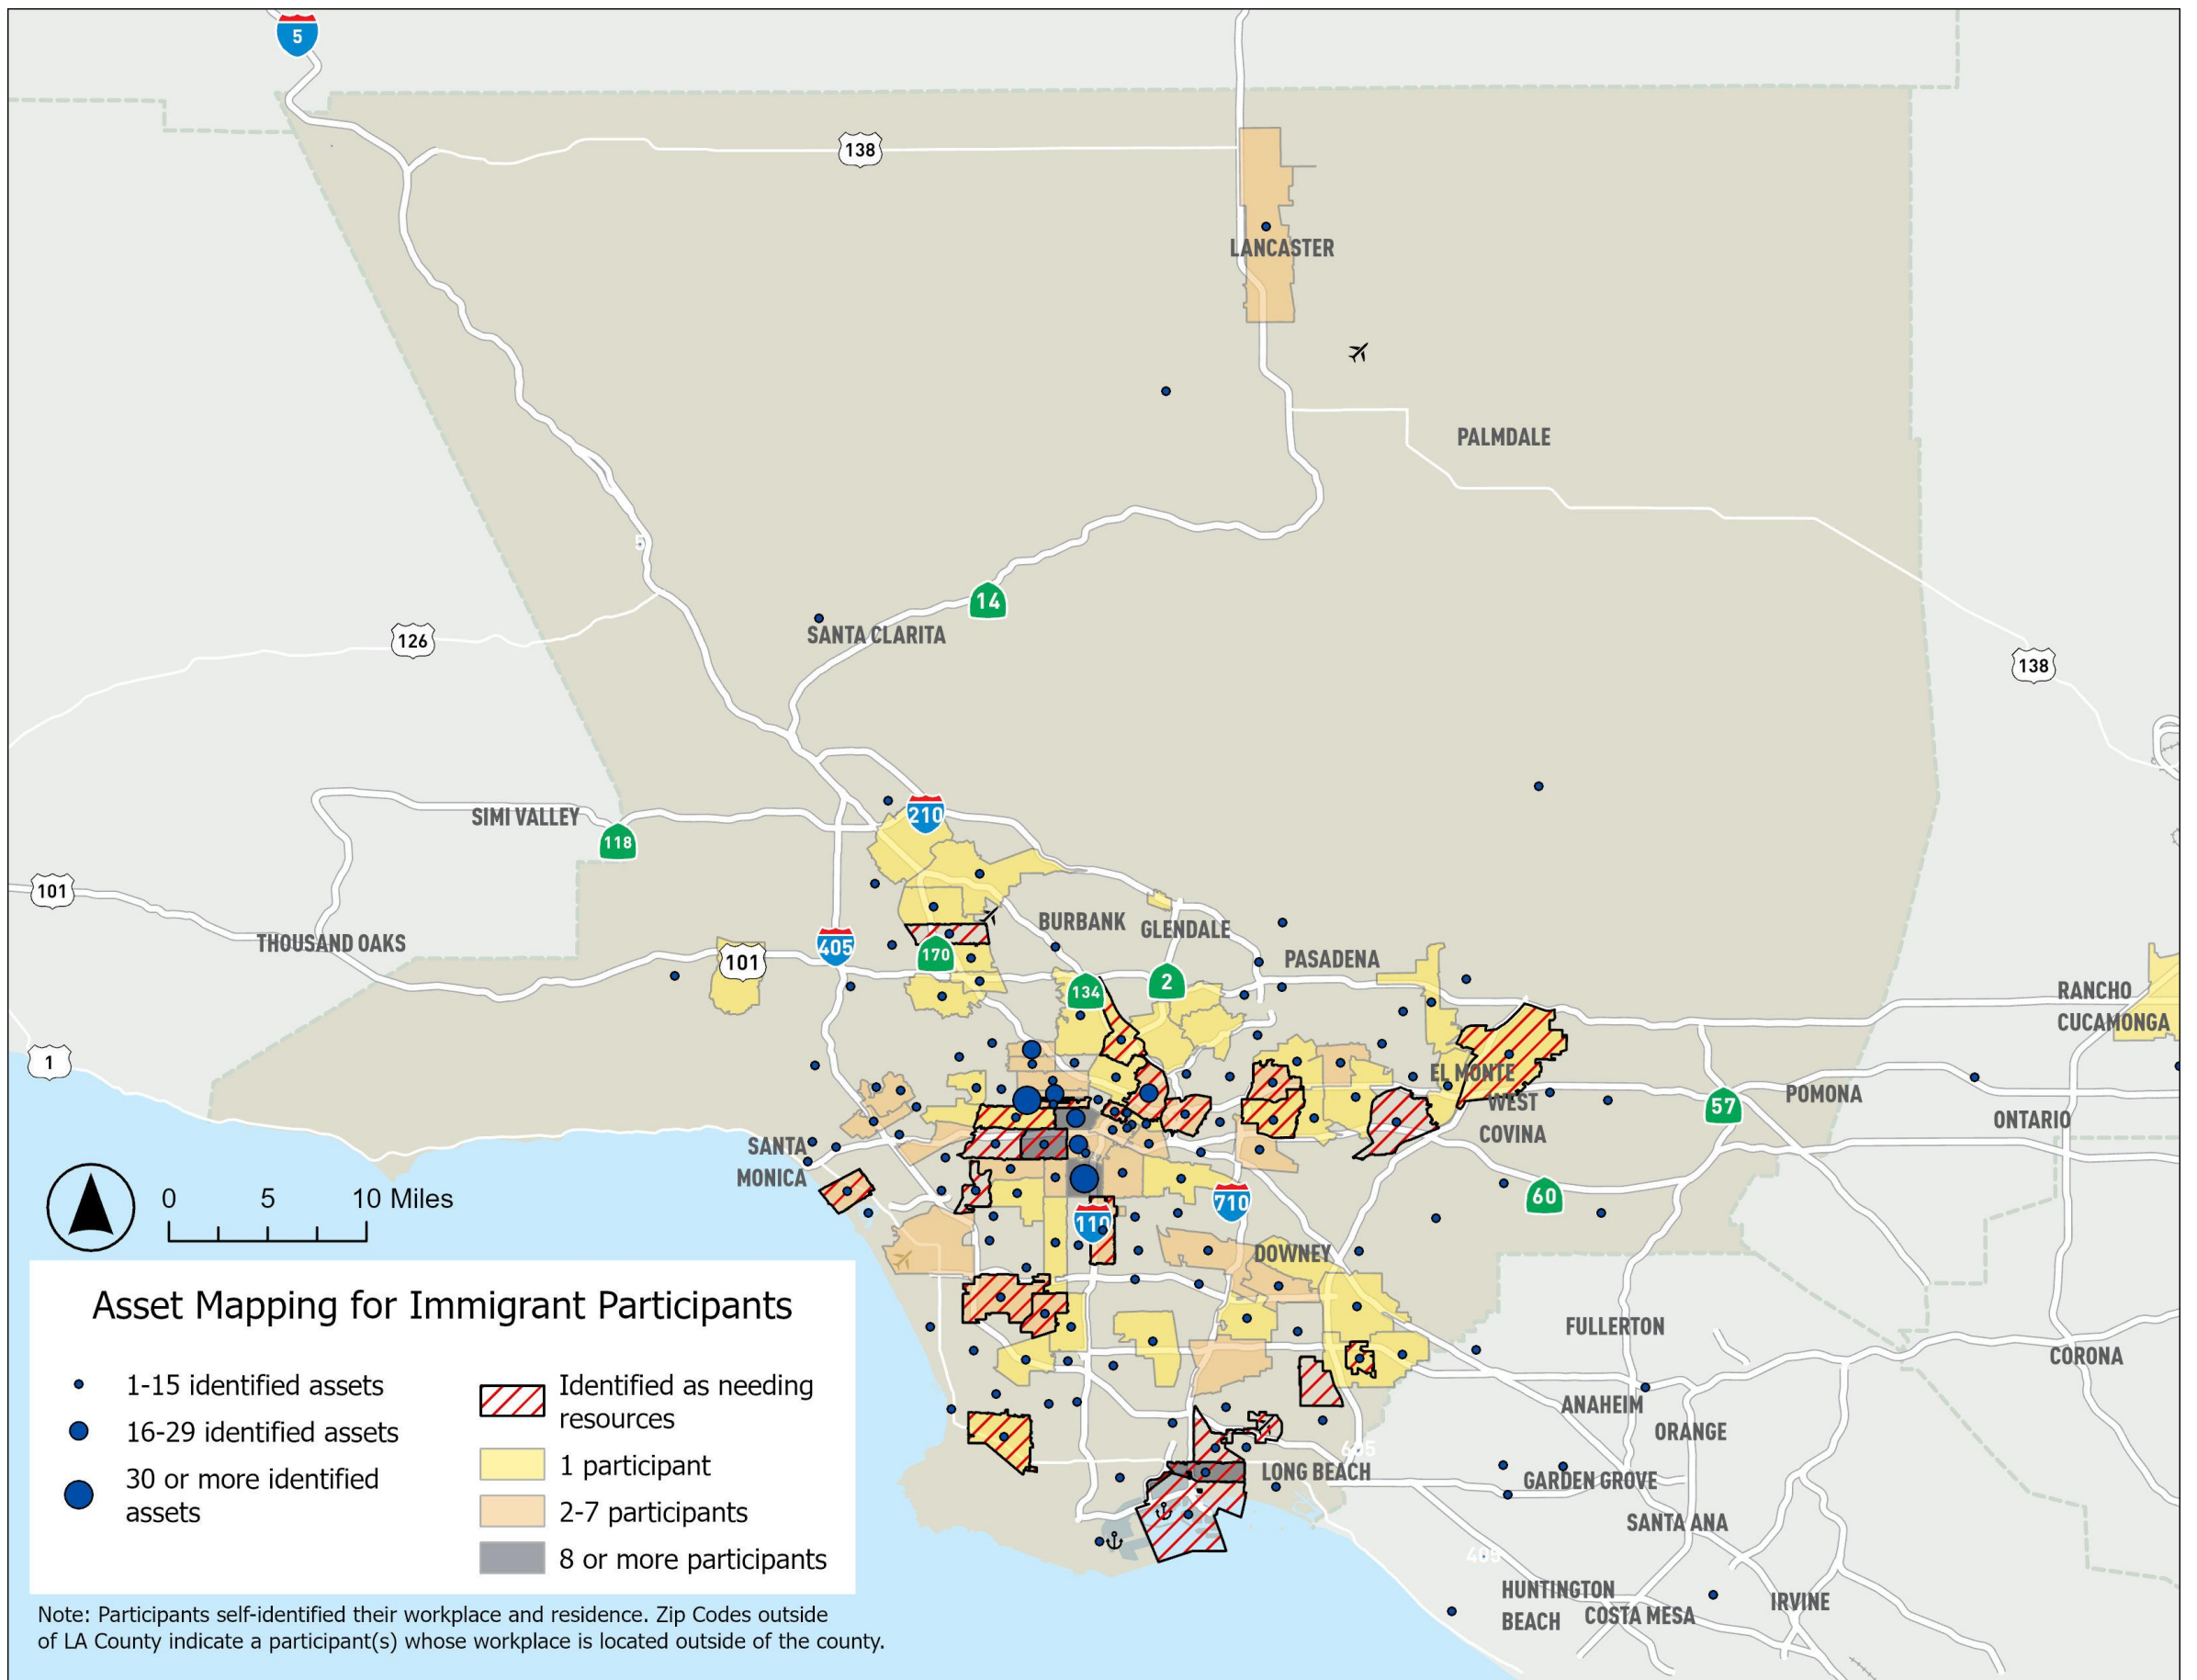 5
138
LANCASTER
PALMDALE
5
14
126
SANTA CLARITA
138
210
SIMI VALLEY
118
101
THOUSAND OAKS
101
405
170
BURBANK
GLENDALE
PASADENA
134
2
RANCHO
CUCAMONGA
1
EL MONTE
WEST
COVINA
57
POMONA
ONTARIO
SANTA
MONICA
710
60
110
DOWNEY
0 5 10 Miles
FULLERTON
CORONA
ANAHEIM
ORANGE
605
LONG BEACH
GARDEN GROVE
SANTA ANA
405
HUNTINGTON
BEACH
COSTA MESA
IRVINE
Asset Mapping for Immigrant Participants
1-15 identified assets
16-29 identified assets
30 or more identified
assets
Identified as needing
resources
1 participant
2-7 participants
8 or more participants
Note: Participants self-identified their workplace and residence. Zip Codes outside
of LA County indicate a participant(s) whose workplace is located outside of the county.